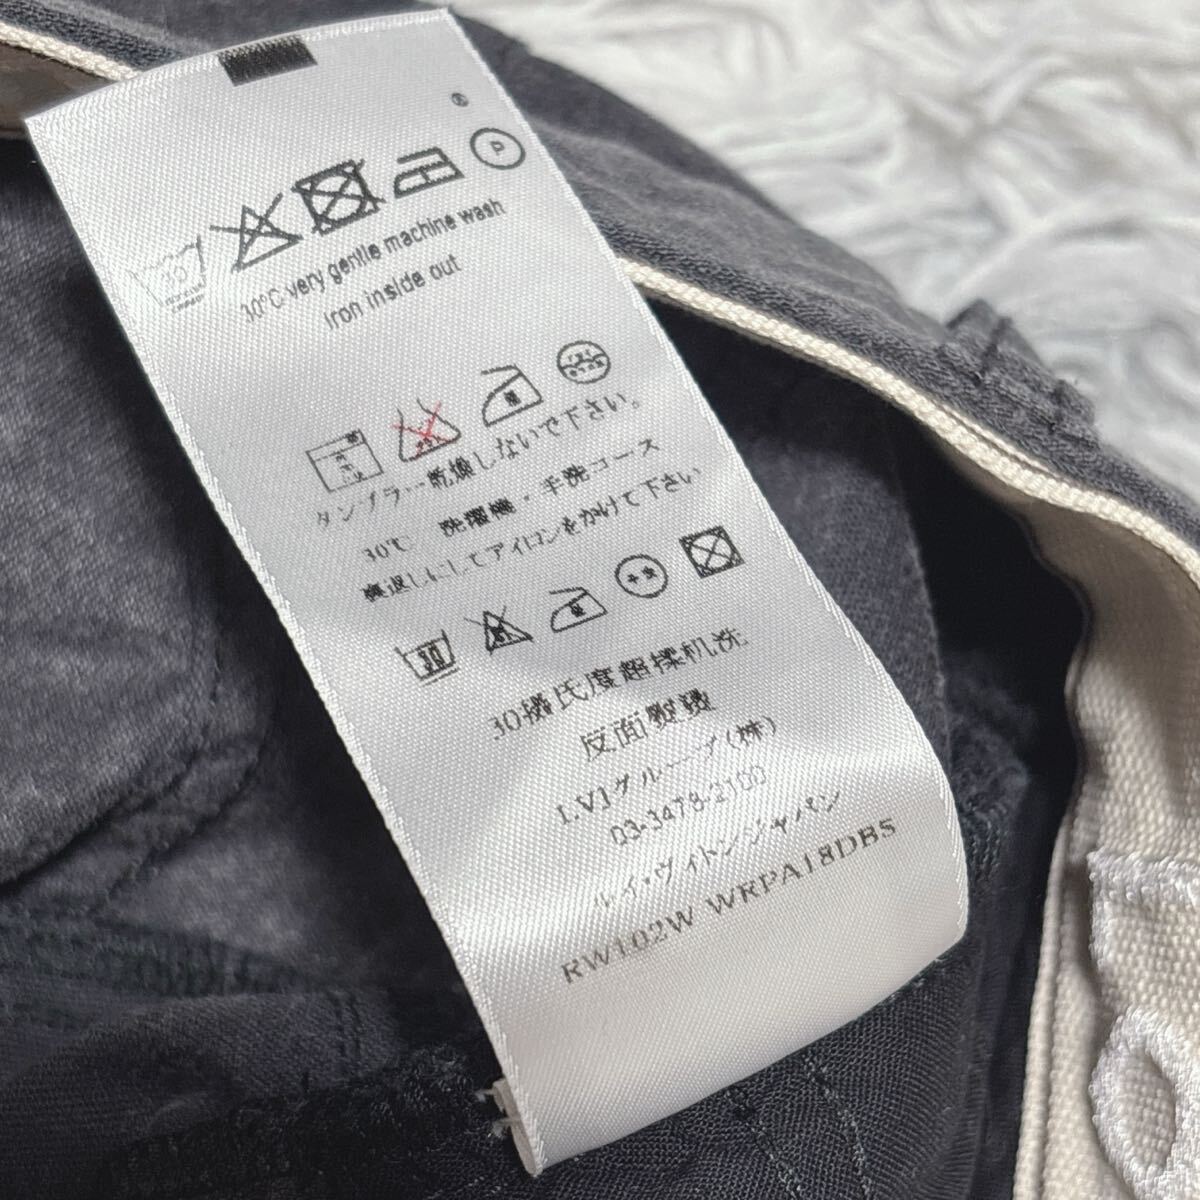 ®
30
P
30°C very gentle machine wash
Iron inside out
タンブラー乾燥しないで下さい。
30℃ 洗濯機・手洗コース
裏返しにしてアイロンをかけて下さい
30
30攝氏度超揉机洗
反面熨燙
LVJグループ(株)
03-3478-2100
ルイ・ヴィトンジャパン
RW102W WRPA18DB5